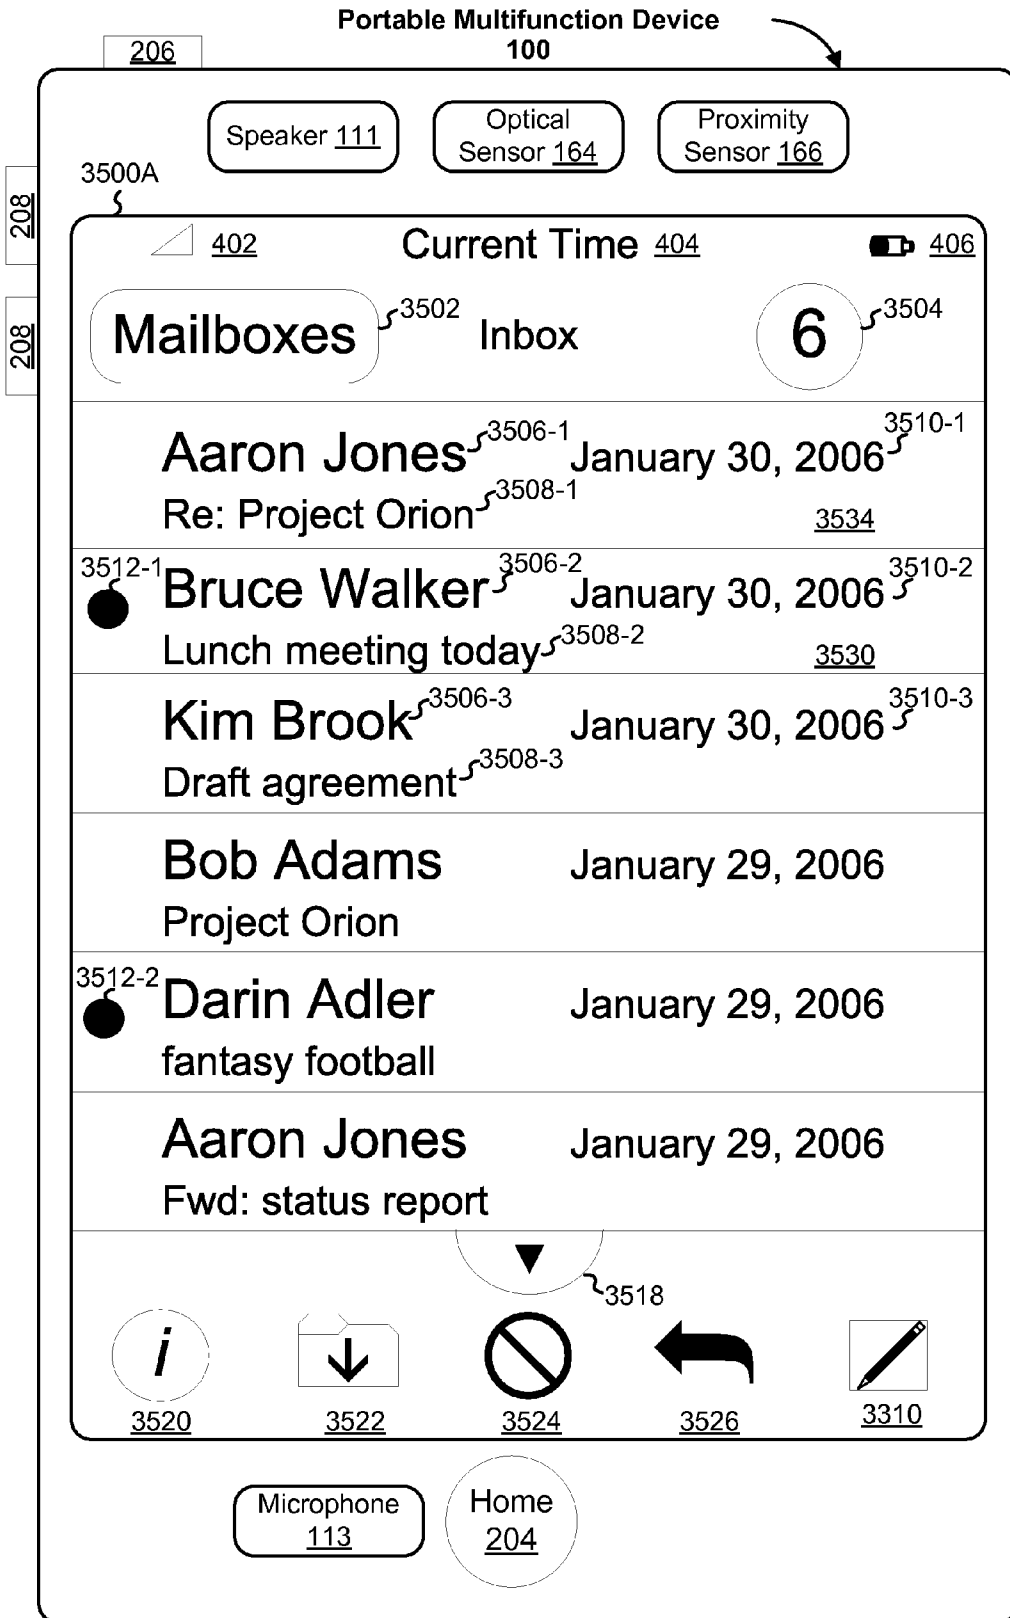 Portable Multifunction Device
100
206
Speaker 111
Optical
Sensor 164
Proximity
Sensor 166
3500A
208
208
402
Current Time 404
406
Mailboxes
3502
Inbox
6
3504
Aaron Jones
3506-1
January 30, 2006
3510-1
Re: Project Orion
3508-1
3534
3512-1
Bruce Walker
3506-2
January 30, 2006
3510-2
Lunch meeting today
3508-2
3530
Kim Brook
3506-3
January 30, 2006
3510-3
Draft agreement
3508-3
Bob Adams
January 29, 2006
Project Orion
3512-2
Darin Adler
January 29, 2006
fantasy football
Aaron Jones
January 29, 2006
Fwd: status report
3518
i
3520
3522
3524
3526
3310
Microphone
113
Home
204